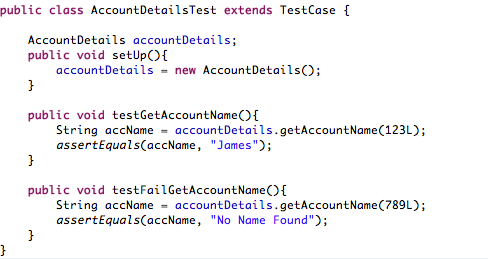 public class AccountDetailsTest extends TestCase {
AccountDetails accountDetails;
public void setUp(){
accountDetails = new AccountDetails();
}
public void testGetAccountName(){
String accName = accountDetails.getAccountName(123L);
assertEquals(accName, "James");
}
public void testFailGetAccountName(){
String accName = accountDetails.getAccountName(789L);
assertEquals(accName, "No Name Found");
}
}